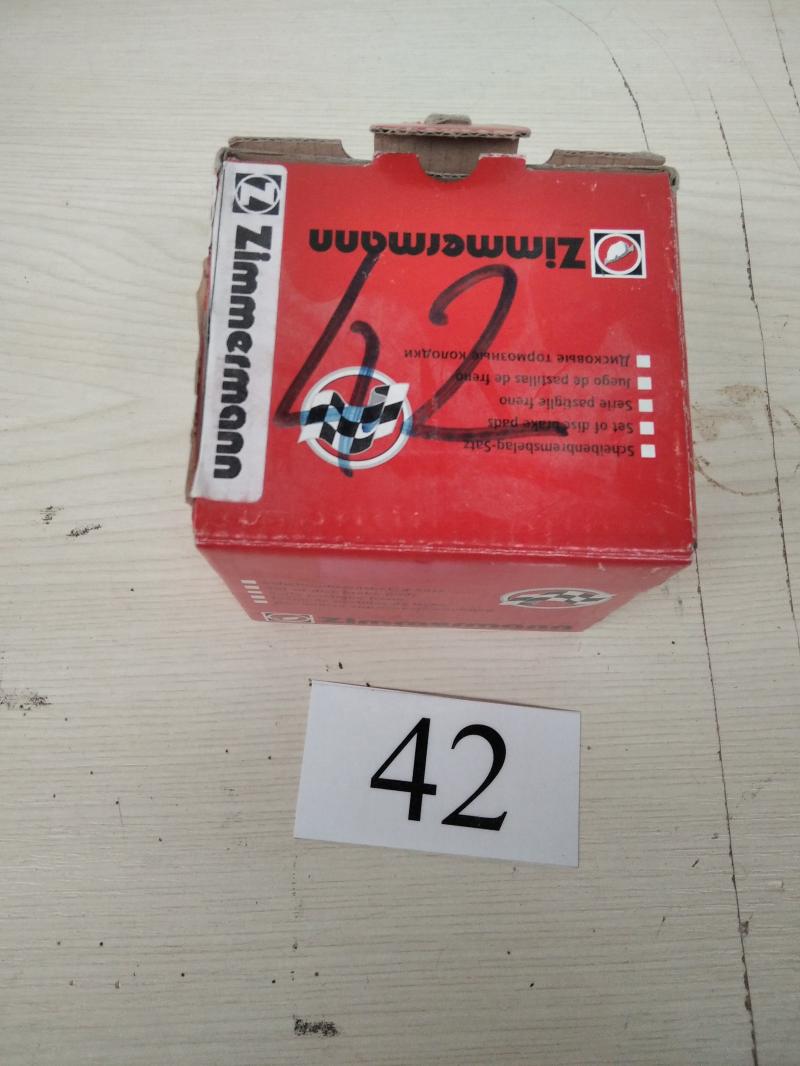 Zimmermann
Zimmermann
42
Scheibenbremsbelag-Satz
Set of disc brake pads
Serie pastiglie freno
Juego de pastillas de freno
Дисковые тормозные колодки
Zimmermann
42